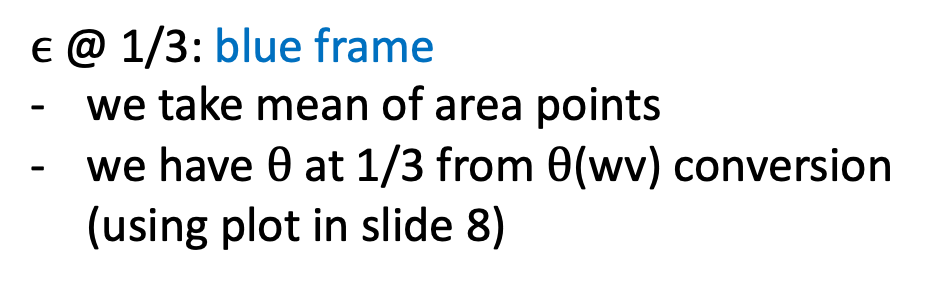 ϵ @ 1/3: blue frame
- we take mean of area points
- we have θ at 1/3 from θ(wv) conversion
(using plot in slide 8)